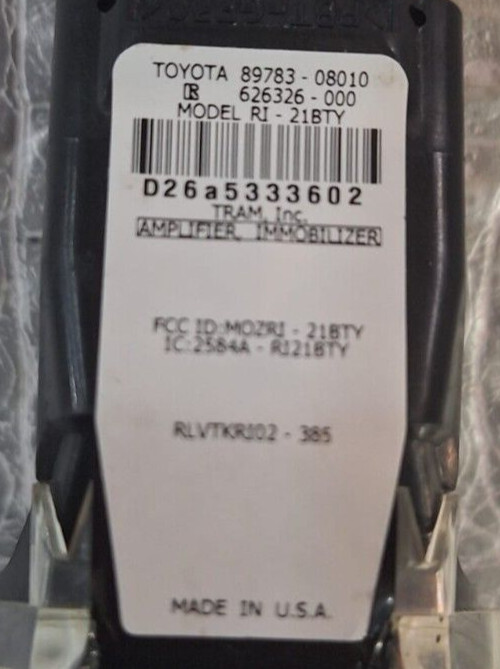 TOYOTA 89783 - 08010
R 626326 - 000
MODEL RI - 21BTY
D26a5333602
TRAM, Inc.
AMPLIFIER, IMMOBILIZER
FCC ID:MOZRI - 21BTY
IC:2584A - RI21BTY
RLVTKRI02 - 385
MADE IN U.S.A.